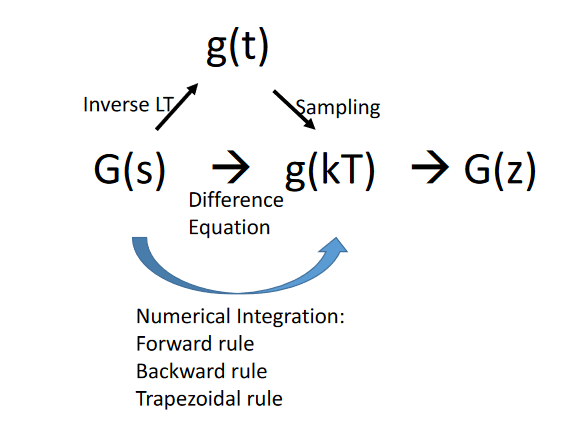 g(t)
Inverse LT
Sampling
G(s) → g(kT) → G(z)
Difference
Equation
Numerical Integration:
Forward rule
Backward rule
Trapezoidal rule